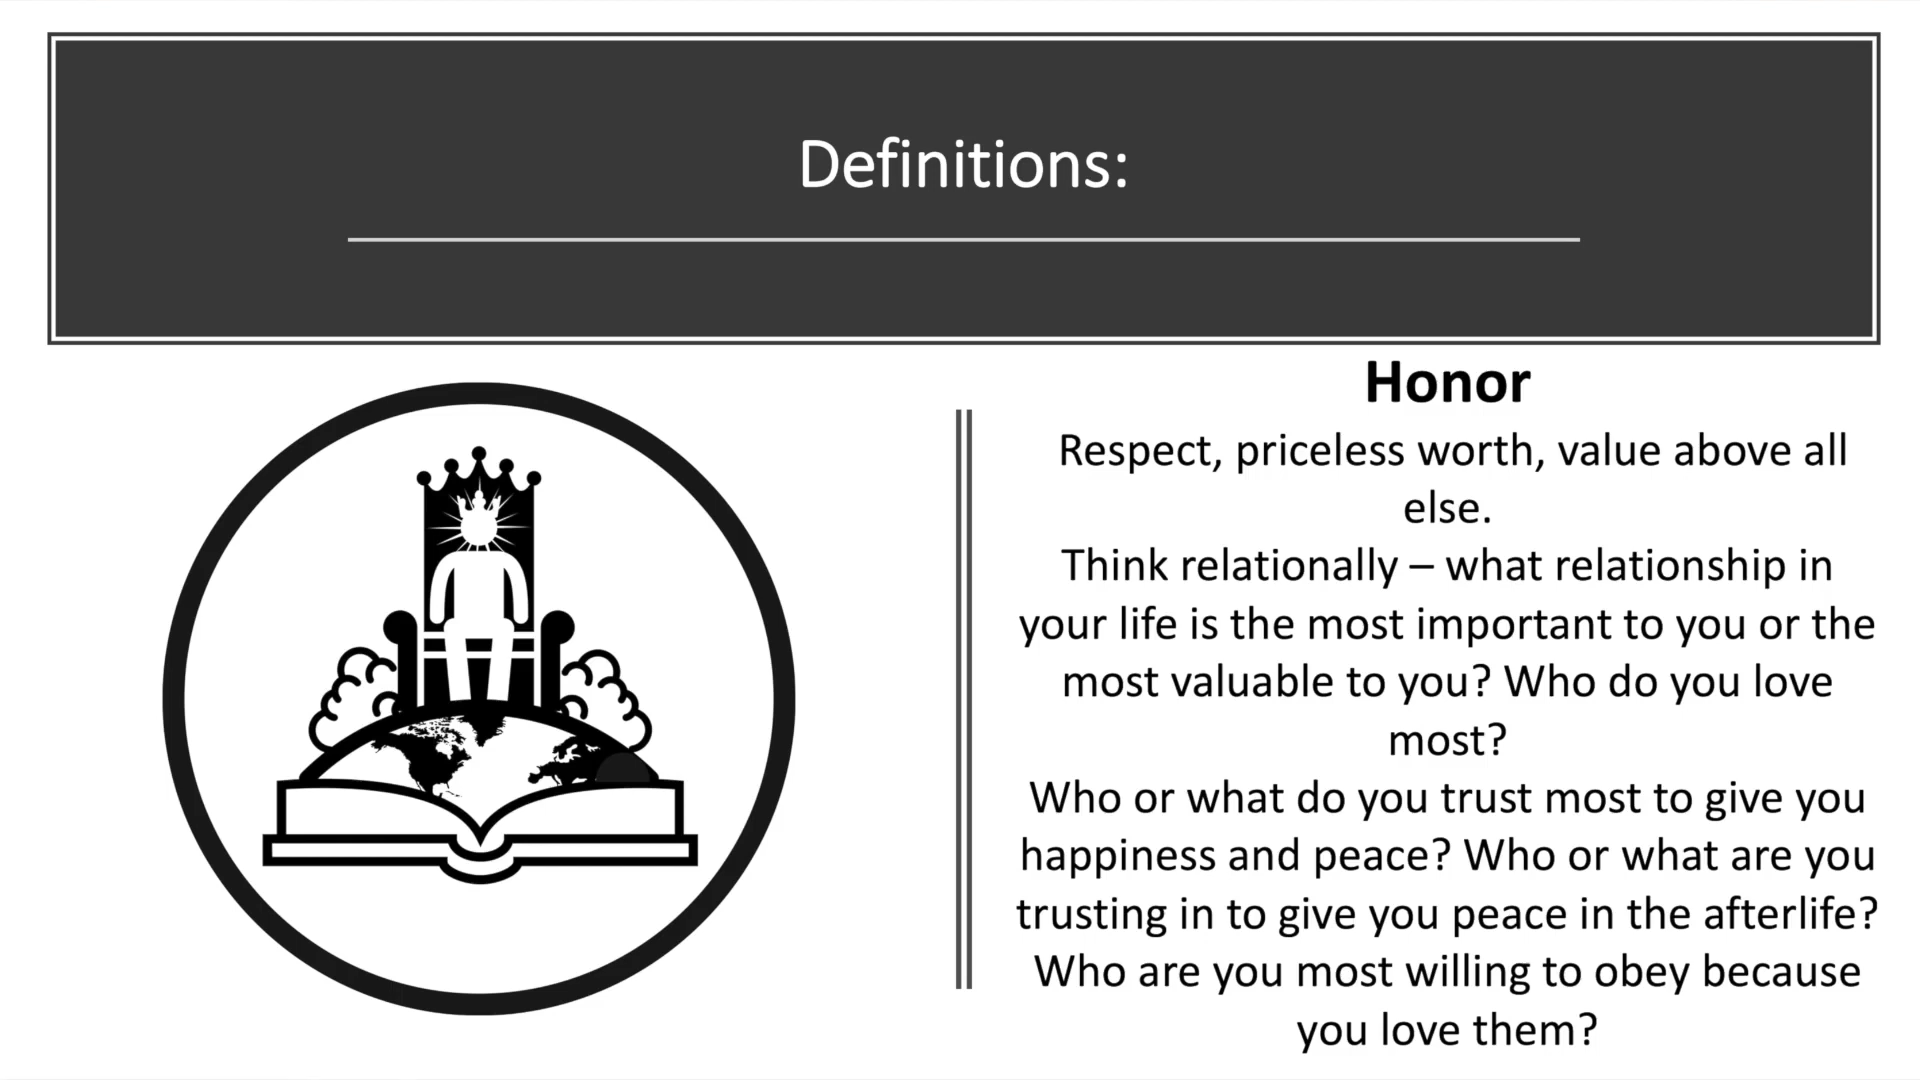 Definitions:
Honor
Respect, priceless worth, value above all
else.
Think relationally – what relationship in
your life is the most important to you or the
most valuable to you? Who do you love
most?
Who or what do you trust most to give you
happiness and peace? Who or what are you
trusting in to give you peace in the afterlife?
Who are you most willing to obey because
you love them?